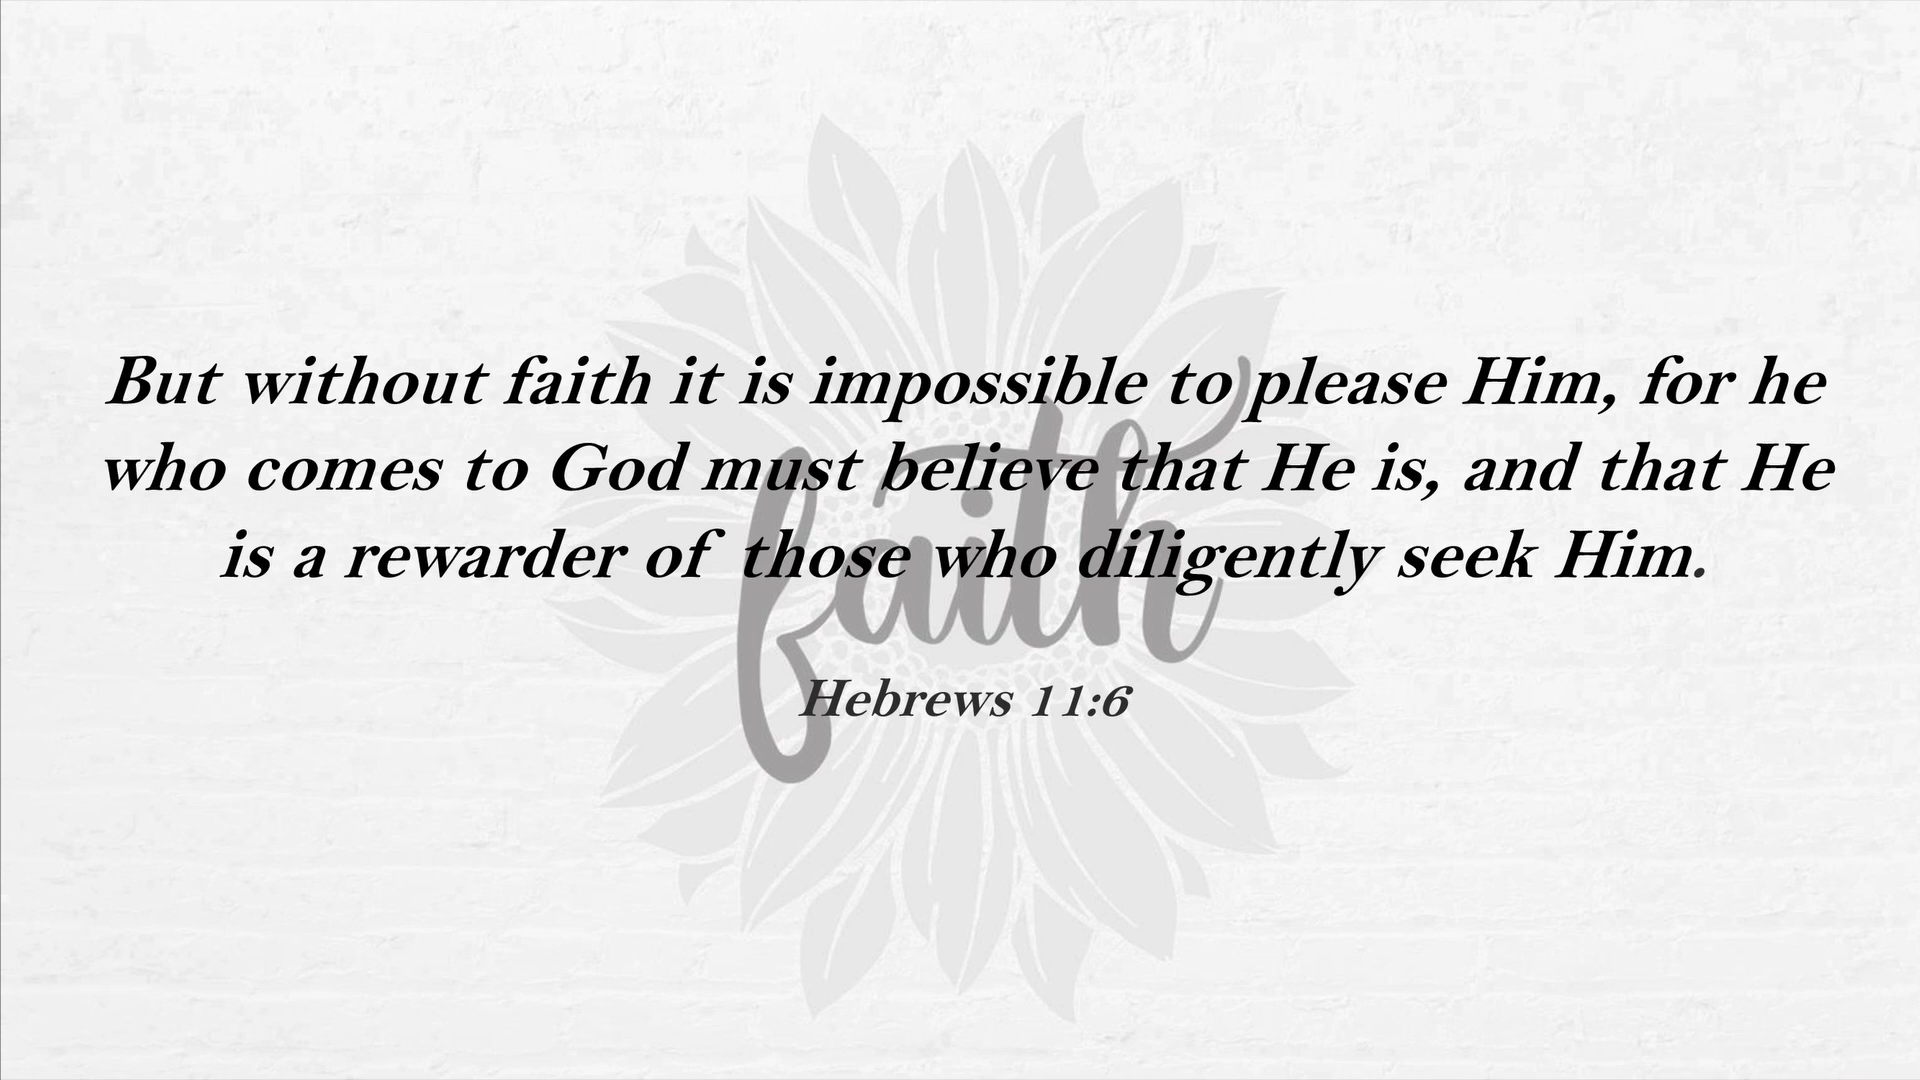 But without faith it is impossible to please Him, for he
who comes to God must believe that He is, and that He
is a rewarder of those who diligently seek Him.
faith
Hebrews 11:6